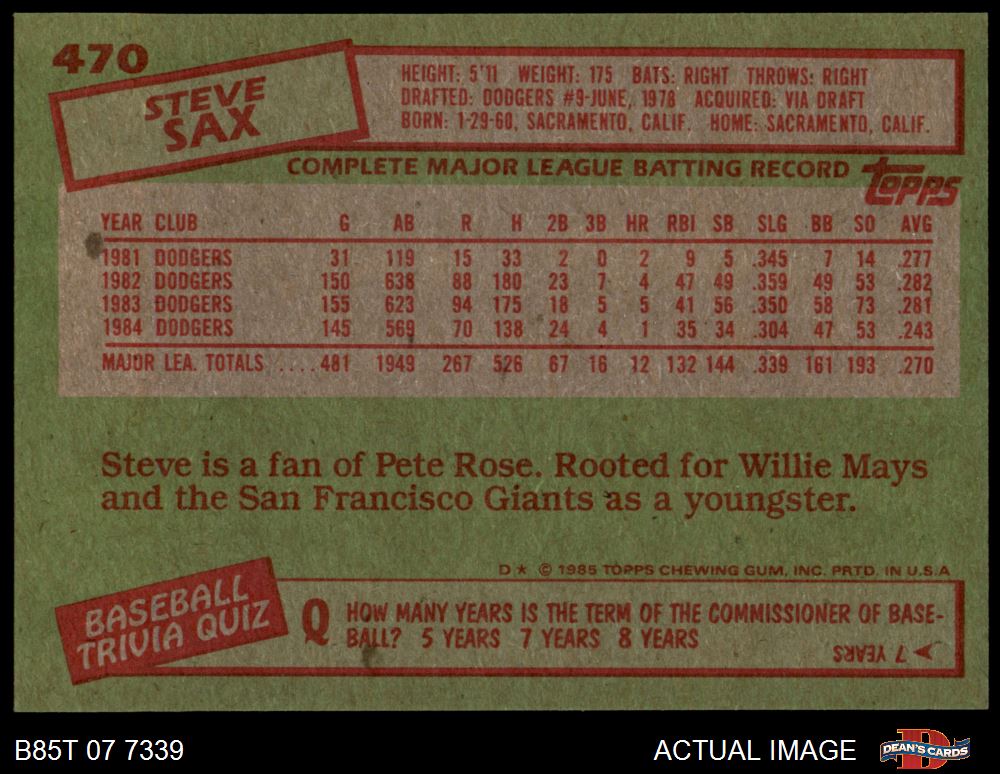 470
STEVE
SAX
HEIGHT: 5'11 WEIGHT: 175 BATS: RIGHT THROWS: RIGHT
DRAFTED: DODGERS #9-JUNE, 1978 ACQUIRED: VIA DRAFT
BORN: 1-29-60, SACRAMENTO, CALIF. HOME: SACRAMENTO, CALIF.
COMPLETE MAJOR LEAGUE BATTING RECORD
topps
YEAR CLUB G AB R H 2B 3B HR RBI SB SLG BB SO AVG
1981 DODGERS 31 119 15 33 2 0 2 9 5 .345 7 14 .277
1982 DODGERS 150 638 88 180 23 7 4 47 49 .359 49 53 .282
1983 DODGERS 155 623 94 175 18 5 5 41 56 .350 58 73 .281
1984 DODGERS 145 569 70 138 24 4 1 35 34 .304 47 53 .243
MAJOR LEA. TOTALS ....481 1949 267 526 67 16 12 132 144 .339 161 193 .270
Steve is a fan of Pete Rose. Rooted for Willie Mays
and the San Francisco Giants as a youngster.
D* © 1985 TOPPS CHEWING GUM, INC. PRTD. IN U.S.A
BASEBALL
TRIVIA QUIZ
Q HOW MANY YEARS IS THE TERM OF THE COMMISSIONER OF BASE-
BALL? 5 YEARS 7 YEARS 8 YEARS
7 YEARS
B85T 07 7339
ACTUAL IMAGE
D
DEAN'S CARDS